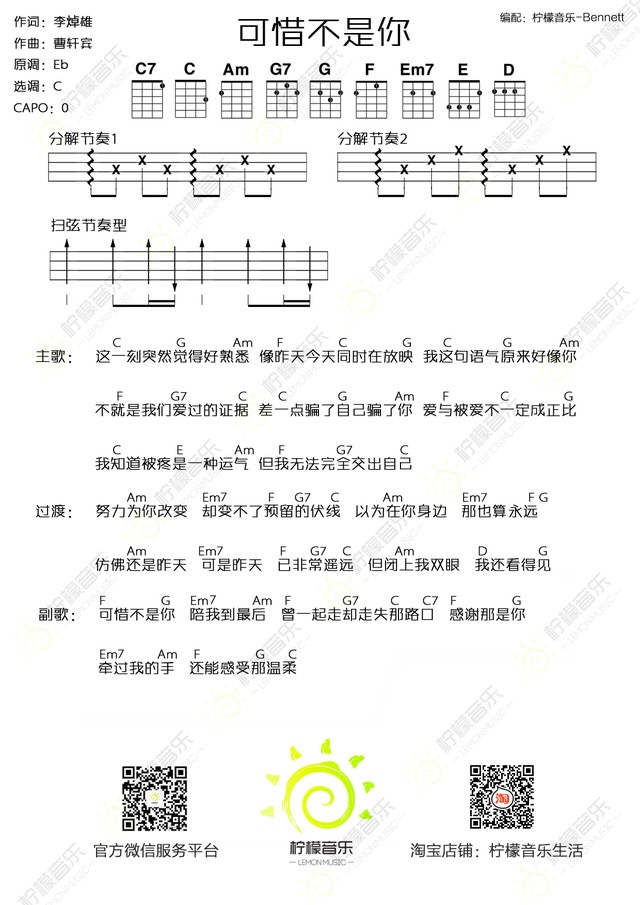 作词：李焯雄
可惜不是你
编配：柠檬音乐-Bennett
作曲：曹轩宾
原调：Eb
选调：C
CAPO：0
C7 C Am G7 G F Em7 E D
分解节奏1
分解节奏2
扫弦节奏型
C G Am F C G C G Am
主歌： 这一刻突然觉得好熟悉 像昨天今天同时在放映 我这句语气原来好像你
F G7 C G C Am F C G
不就是我们爱过的证据 差一点骗了自己骗了你 爱与被爱不一定成正比
C E Am F G7 C
我知道被疼是一种运气 但我无法完全交出自己
Am Em7 F G7 C Am Em7 F G
过渡： 努力为你改变 却变不了预留的伏线 以为在你身边 那也算永远
Am Em7 F G7 C Am D G
仿佛还是昨天 可是昨天 已非常遥远 但闭上我双眼 我还看得见
F G Em7 Am F G7 C C7 F G
副歌： 可惜不是你 陪我到最后 曾一起走却走失那路口 感谢那是你
Em7 Am F G C
牵过我的手 还能感受那温柔
官方微信服务平台
柠檬音乐
LEMON MUSIC
淘
淘宝店铺：柠檬音乐生活